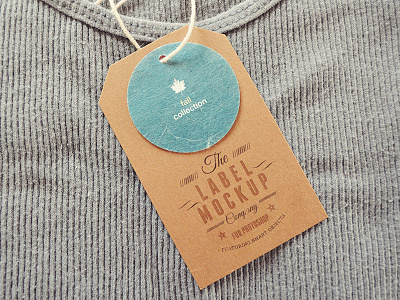 fall
collection
The
LABEL
MOCKUP
Company
FOR PHOTOSHOP
FEATURING SMART OBJECTS